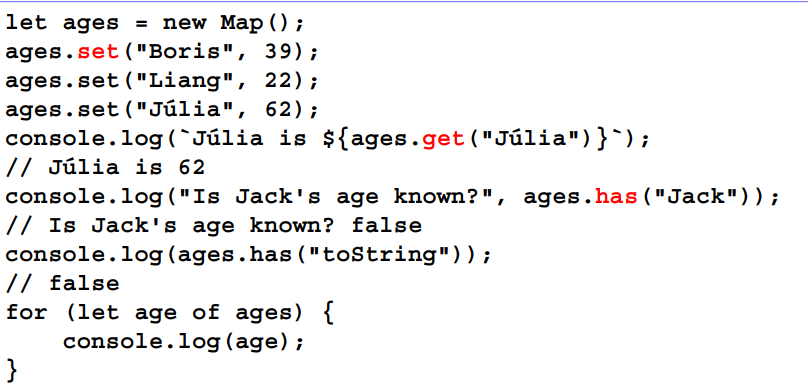 let ages = new Map();
ages.set("Boris", 39);
ages.set("Liang", 22);
ages.set("Júlia", 62);
console.log(`Júlia is ${ages.get("Júlia")}`);
// Júlia is 62
console.log("Is Jack's age known?", ages.has("Jack"));
// Is Jack's age known? false
console.log(ages.has("toString"));
// false
for (let age of ages) {
    console.log(age);
}